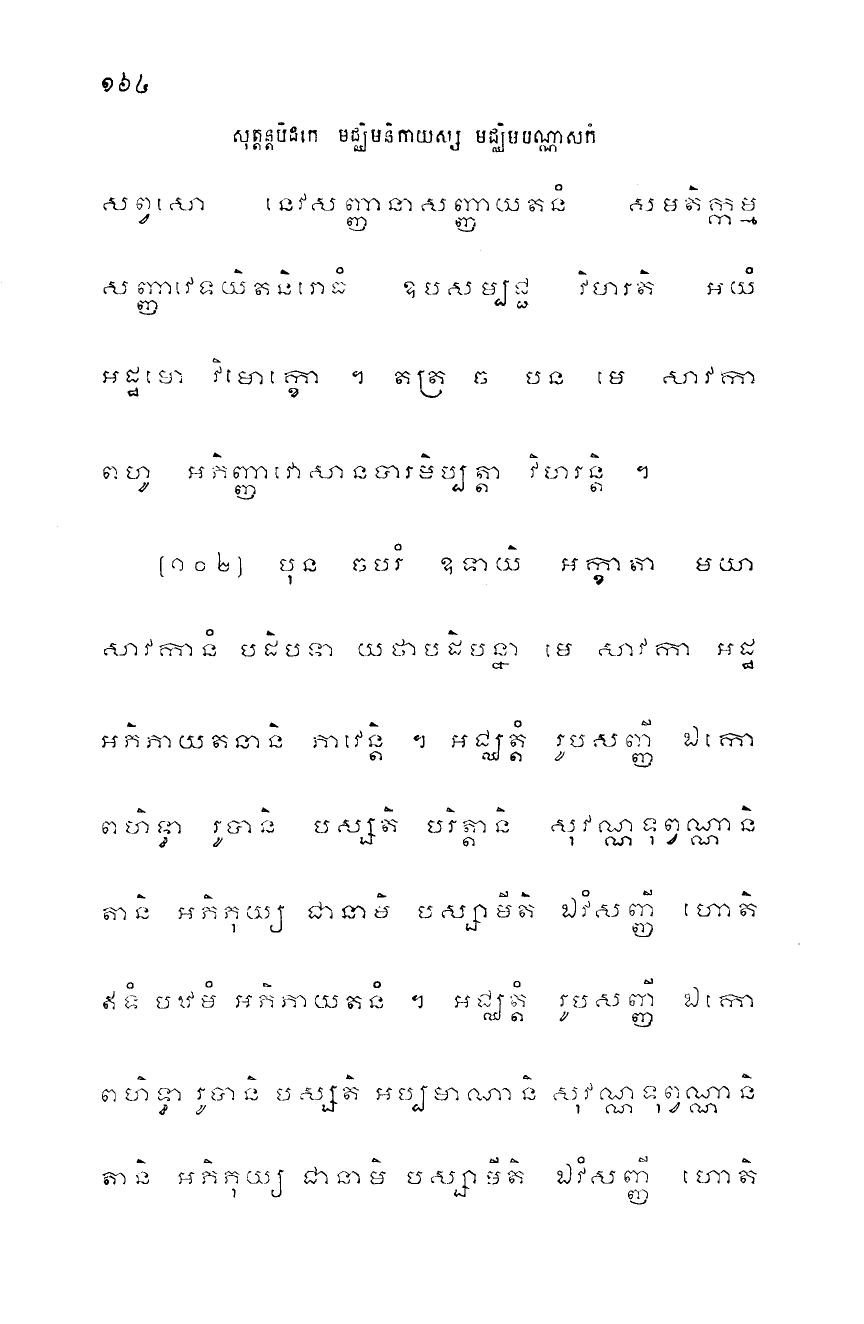 ១៦៤
សុត្តន្តបិដកេ មជ្ឈិមនិកាយស្ស មជ្ឈិមបណ្ណាសកំ
សព្វសោ នេវសញ្ញានាសញ្ញាយតនំ សមតិក្កម្ម
សញ្ញាវេទយិតនិរោធំ ឧបសម្បជ្ជ វិហរតិ អយំ
អដ្ឋមោ វិមោក្ខោ ។ តត្រ ច បន មេ សាវកា
ពហូ អភិញ្ញាវោសានបារមិប្បត្តា វិហរន្តិ ។
[១០២] បុន ចបរំ ឧទាយិ អក្ខាតា មយា
សាវកានំ បដិបទា យថាបដិបន្នា មេ សាវកា អដ្ឋ
អភិភាយតនានិ ភាវេន្តិ ។ អជ្ឈត្តំ រូបសញ្ញី ឯកោ
ពហិទ្ធា រូបានិ បស្សតិ បរិត្តានិ សុវណ្ណទុព្វណ្ណានិ
តានិ អភិភុយ្យ ជានាមិ បស្សាមីតិ ឯវំសញ្ញី ហោតិ
ឥទំ បឋមំ អភិភាយតនំ ។ អជ្ឈត្តំ រូបសញ្ញី ឯកោ
ពហិទ្ធា រូបានិ បស្សតិ អប្បមាណានិ សុវណ្ណទុព្វណ្ណានិ
តានិ អភិភុយ្យ ជានាមិ បស្សាមីតិ ឯវំសញ្ញី ហោតិ